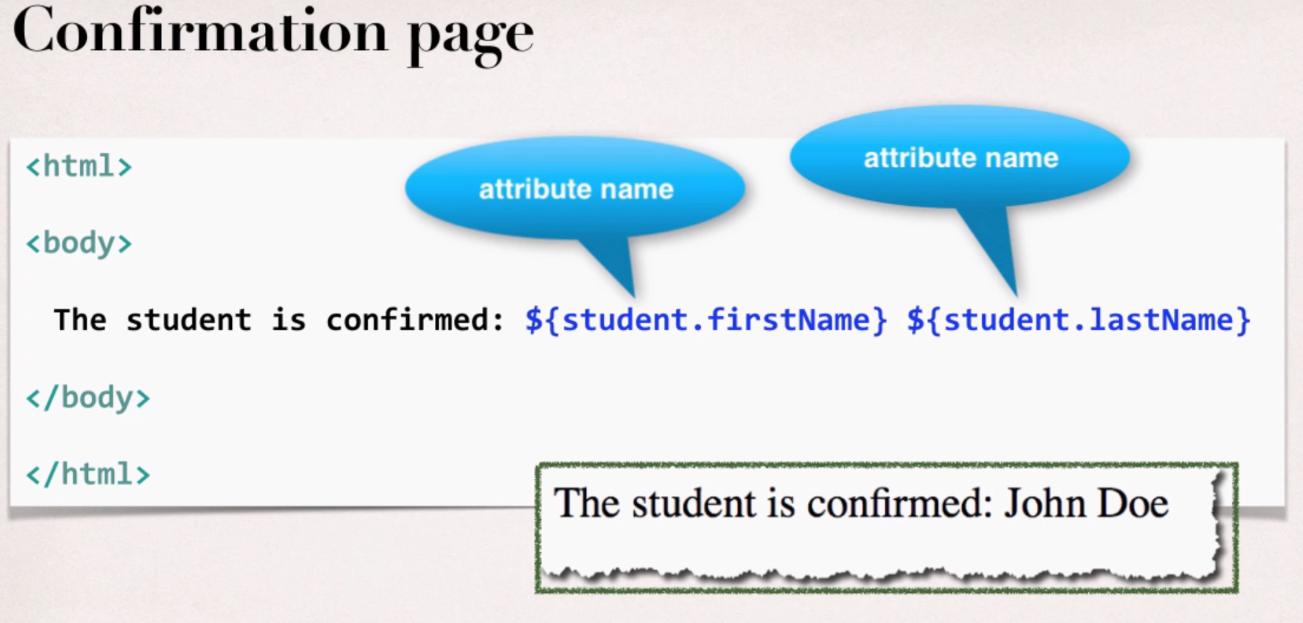 Confirmation page
attribute name
attribute name
<html>
<body>
The student is confirmed: ${student.firstName} ${student.lastName}
</body>
</html>
The student is confirmed: John Doe